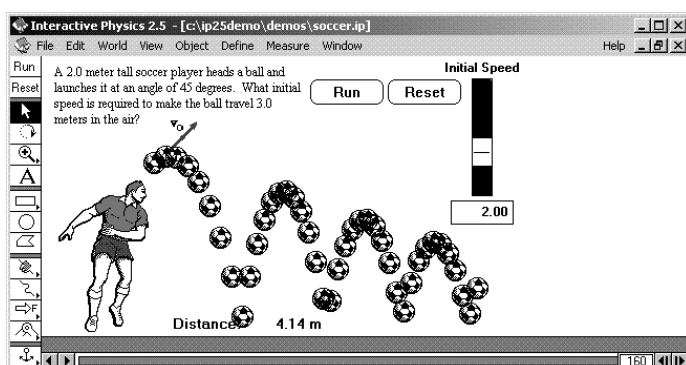 Interactive Physics 2.5 - [c:\ip25demo\demos\soccer.ip]
File Edit World View Object Define Measure Window Help
Run
Reset
A
F
A 2.0 meter tall soccer player heads a ball and
launches it at an angle of 45 degrees. What initial
speed is required to make the ball travel 3.0
meters in the air?
v₀
Run Reset
Initial Speed
2.00
Distance: 4.14 m
160